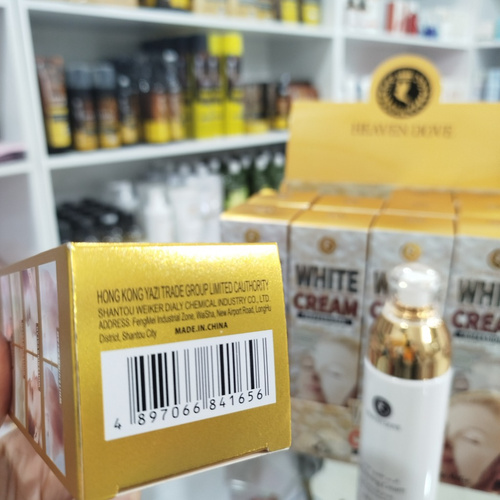 HEAVEN DOVE
HONG KONG YAZI TRADE GROUP LIMITED CAUTHORITY
SHANTOU WEIKER DIALY CHEMICAL INDUSTRY CO., LTD.
ADDRESS: FengMei Industrial Zone, WaiSha, New Airport Road, LongHu
District, Shantou City MADE.IN.CHINA
4 897066 841656
WHITE
CREAM
WHITE
CREAM